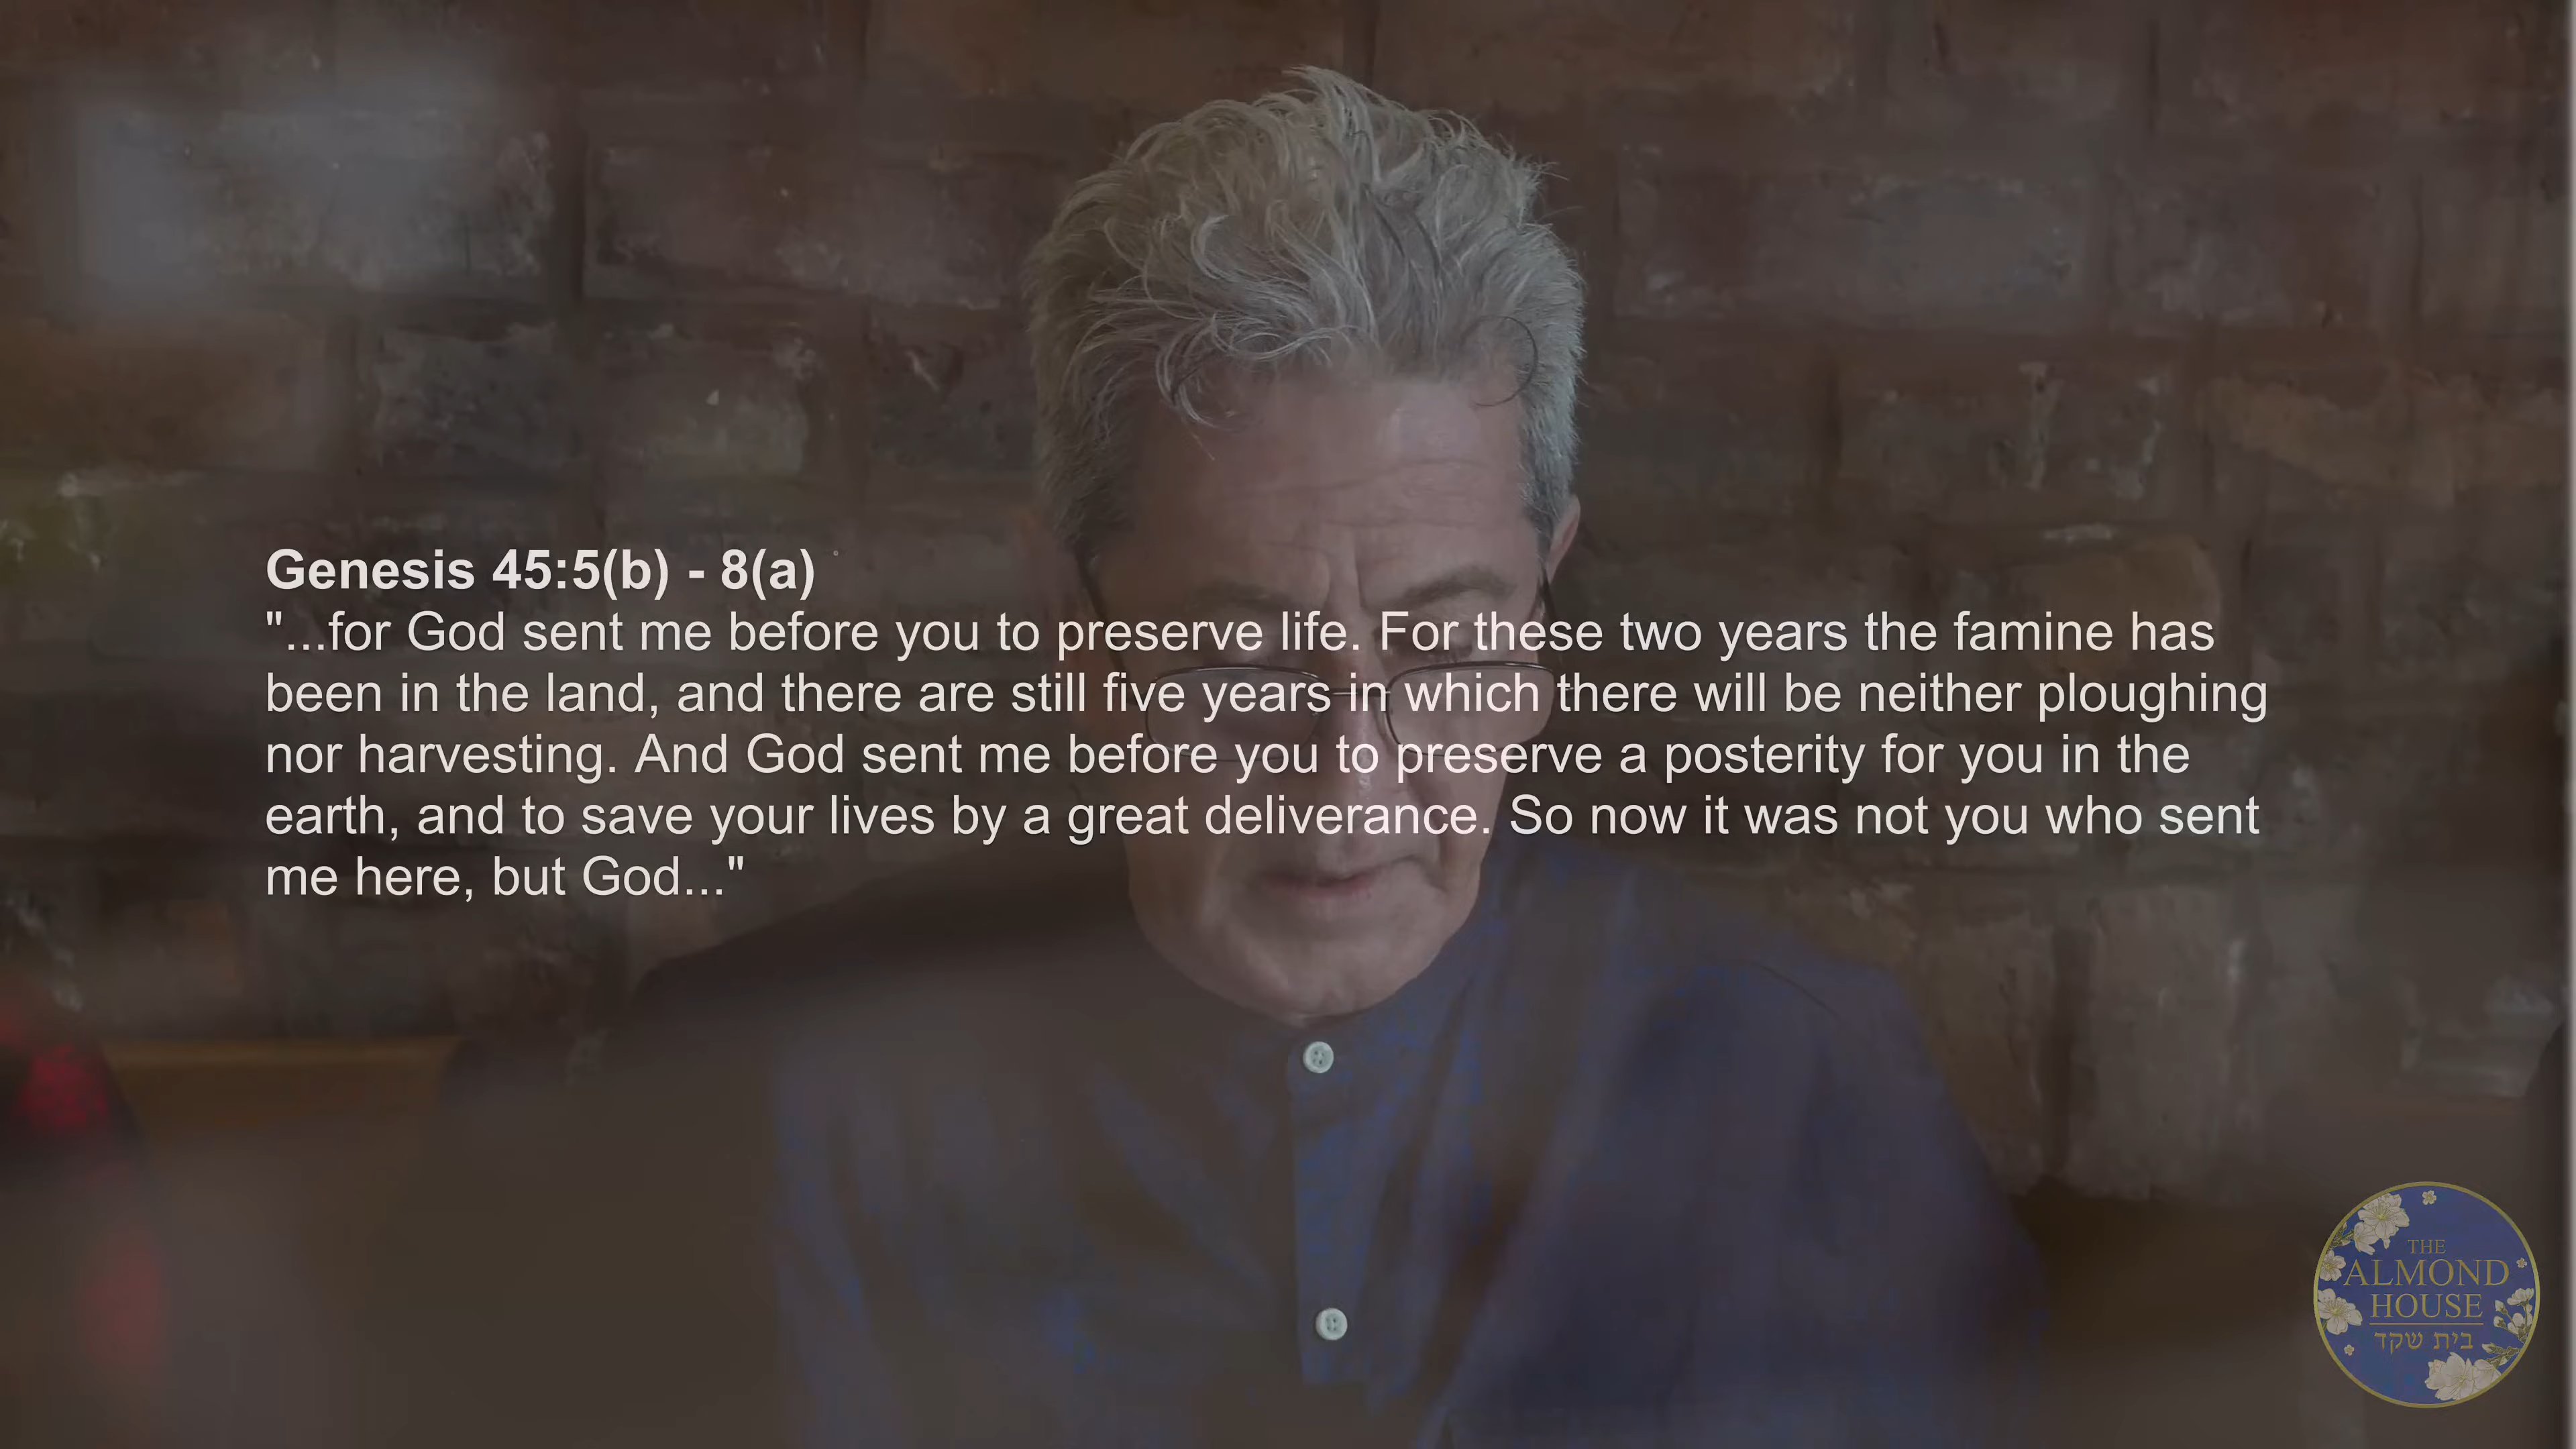 Genesis 45:5(b) - 8(a)
"...for God sent me before you to preserve life. For these two years the famine has
been in the land, and there are still five years in which there will be neither ploughing
nor harvesting. And God sent me before you to preserve a posterity for you in the
earth, and to save your lives by a great deliverance. So now it was not you who sent
me here, but God..."
THE
ALMOND
HOUSE
בית שקד